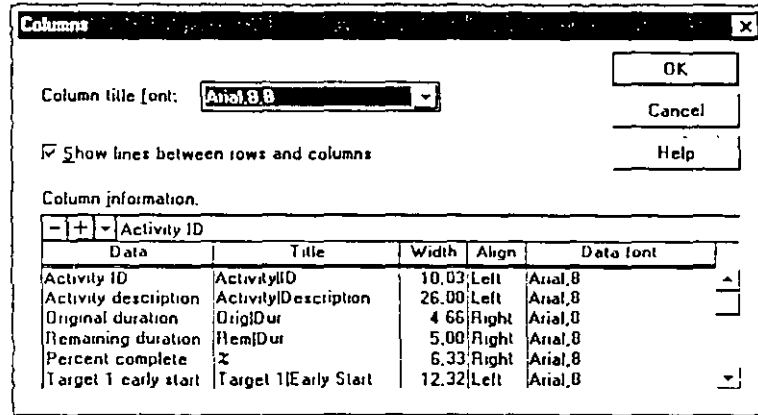 Columns
OK
Column title font: Arial,8,B
Cancel
Show lines between rows and columns
Help
Column information.
Activity ID
Data Title Width Align Data font
Activity ID Activity|ID 10.03 Left Arial,8
Activity description Activity|Description 26.00 Left Arial,8
Original duration Orig|Dur 4.66 Right Arial,8
Remaining duration Rem|Dur 5.00 Right Arial,8
Percent complete % 6.33 Right Arial,8
Target 1 early start Target 1|Early Start 12.32 Left Arial,8